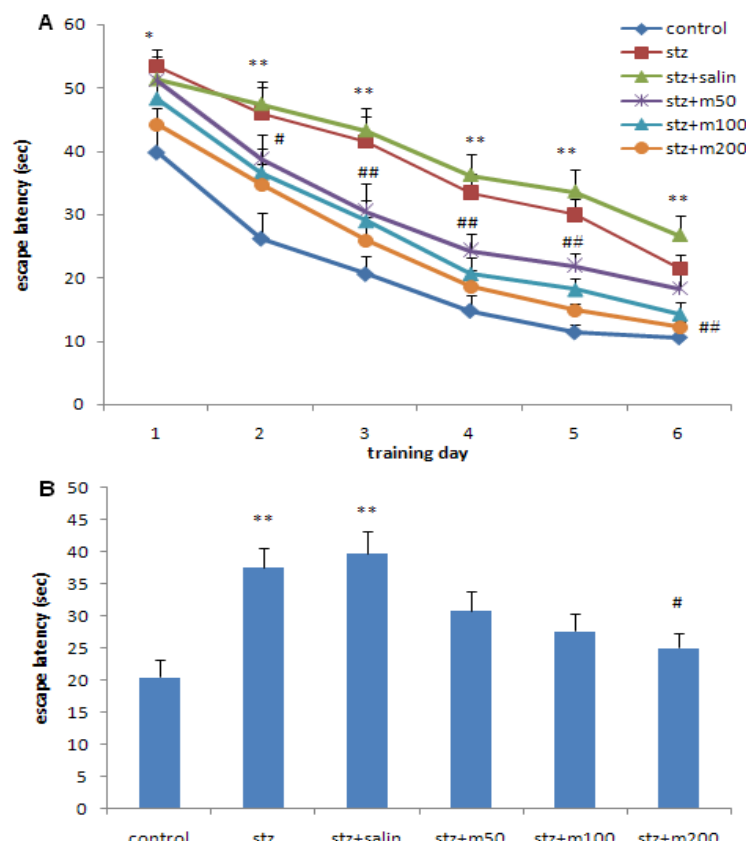 A
60
50
40
30
20
10
0
escape latency (sec)
*
**
**
**
**
**
#
##
##
##
##
control
stz
stz+salin
stz+m50
stz+m100
stz+m200
1 2 3 4 5 6
training day
B
50
45
40
35
30
25
20
15
10
5
0
escape latency (sec)
**
**
#
control stz stz+salin stz+m50 stz+m100 stz+m200